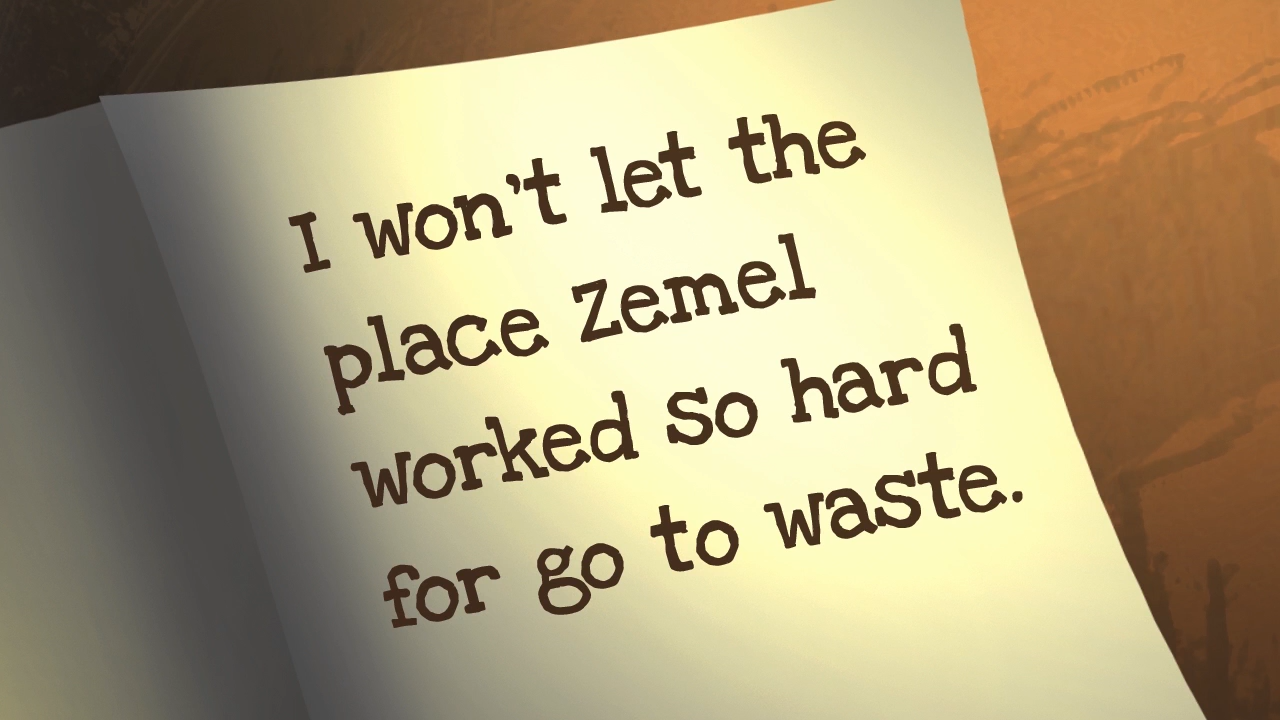 I won't let the
place Zemel
worked so hard
for go to waste.